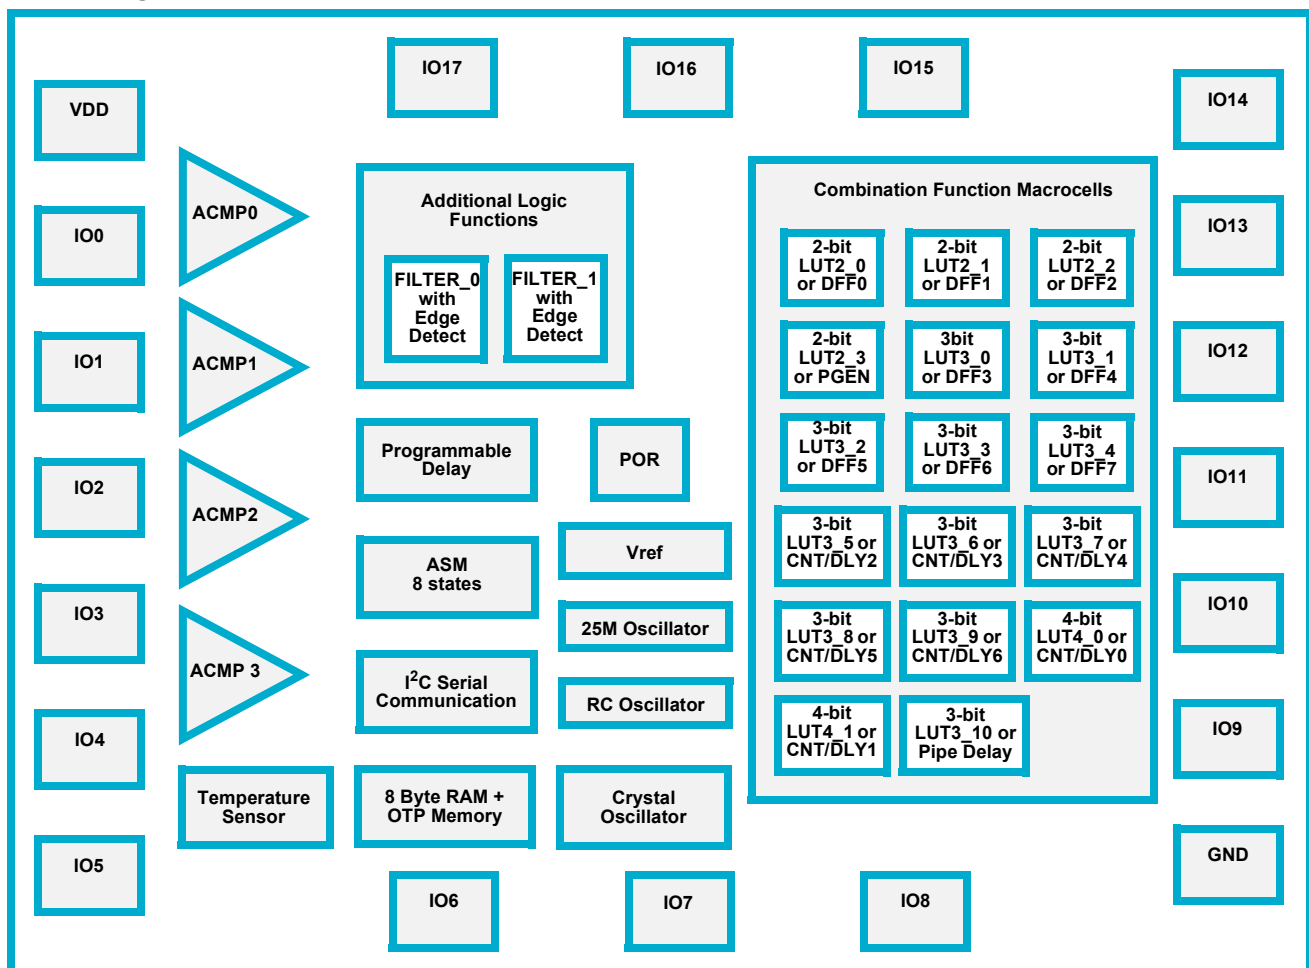 IO17
IO16
IO15
VDD
IO14
ACMP0
Additional Logic
Functions
Combination Function Macrocells
IO0
IO13
FILTER_0
with
Edge
Detect
FILTER_1
with
Edge
Detect
2-bit
LUT2_0
or DFF0
2-bit
LUT2_1
or DFF1
2-bit
LUT2_2
or DFF2
IO1
ACMP1
2-bit
LUT2_3
or PGEN
3bit
LUT3_0
or DFF3
3-bit
LUT3_1
or DFF4
IO12
Programmable
Delay
POR
3-bit
LUT3_2
or DFF5
3-bit
LUT3_3
or DFF6
3-bit
LUT3_4
or DFF7
IO2
ACMP2
IO11
ASM
8 states
Vref
3-bit
LUT3_5 or
CNT/DLY2
3-bit
LUT3_6 or
CNT/DLY3
3-bit
LUT3_7 or
CNT/DLY4
IO3
25M Oscillator
3-bit
LUT3_8 or
CNT/DLY5
3-bit
LUT3_9 or
CNT/DLY6
4-bit
LUT4_0 or
CNT/DLY0
IO10
ACMP 3
I2C Serial
Communication
RC Oscillator
4-bit
LUT4_1 or
CNT/DLY1
3-bit
LUT3_10 or
Pipe Delay
IO4
IO9
Temperature
Sensor
8 Byte RAM +
OTP Memory
Crystal
Oscillator
IO5
GND
IO6
IO7
IO8